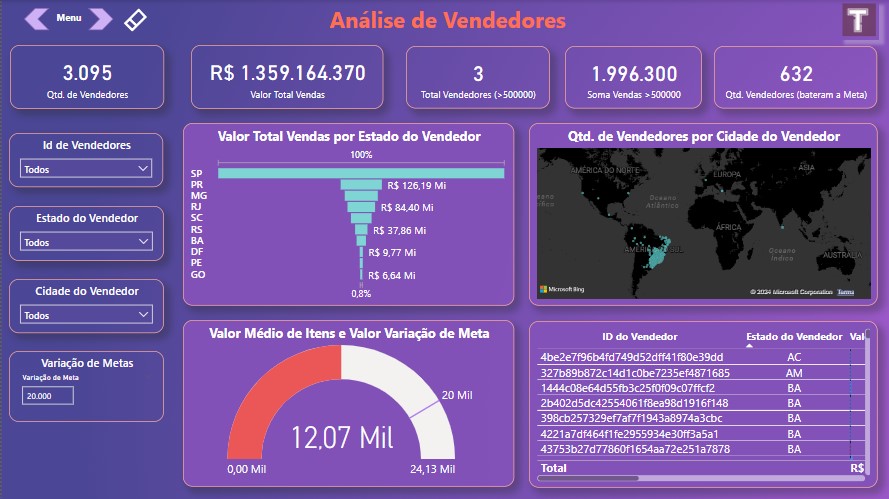 Menu
Análise de Vendedores
T
3.095
Qtd. de Vendedores
R$ 1.359.164.370
Valor Total Vendas
3
Total Vendedores (>500000)
1.996.300
Soma Vendas >500000
632
Qtd. Vendedores (bateram a Meta)
Id de Vendedores
Todos
Estado do Vendedor
Todos
Cidade do Vendedor
Todos
Variação de Metas
Variação de Meta
20.000
Valor Total Vendas por Estado do Vendedor
100%
SP
PR R$ 126,19 Mi
MG
RJ R$ 84,40 Mi
SC
RS R$ 37,86 Mi
BA
DF R$ 9,77 Mi
PE
GO R$ 6,64 Mi
0,8%
Qtd. de Vendedores por Cidade do Vendedor
AMÉRICA DO NORTE
EUROPA
ÁSIA
Oceano
Atlântico
ÁFRICA
Oceano
Índico
AUSTRÁLIA
Microsoft Bing
© 2024 Microsoft Corporation Terms
Valor Médio de Itens e Valor Variação de Meta
20 Mil
12,07 Mil
0,00 Mil
24,13 Mil
ID do Vendedor Estado do Vendedor
4be2e7f96b4fd749d52dff41f80e39dd AC
327b89b872c14d1c0be7235ef4871685 AM
1444c08e64d55fb3c25f0f09c07ffcf2 BA
2b402d5dc42554061f8ea98d1916f148 BA
398cb257329ef7af7f1943a8974a3cbc BA
4221a7df464f1fe2955934e30ff3a5a1 BA
43753b27d77860f1654aa72e251a7878 BA
Total R$